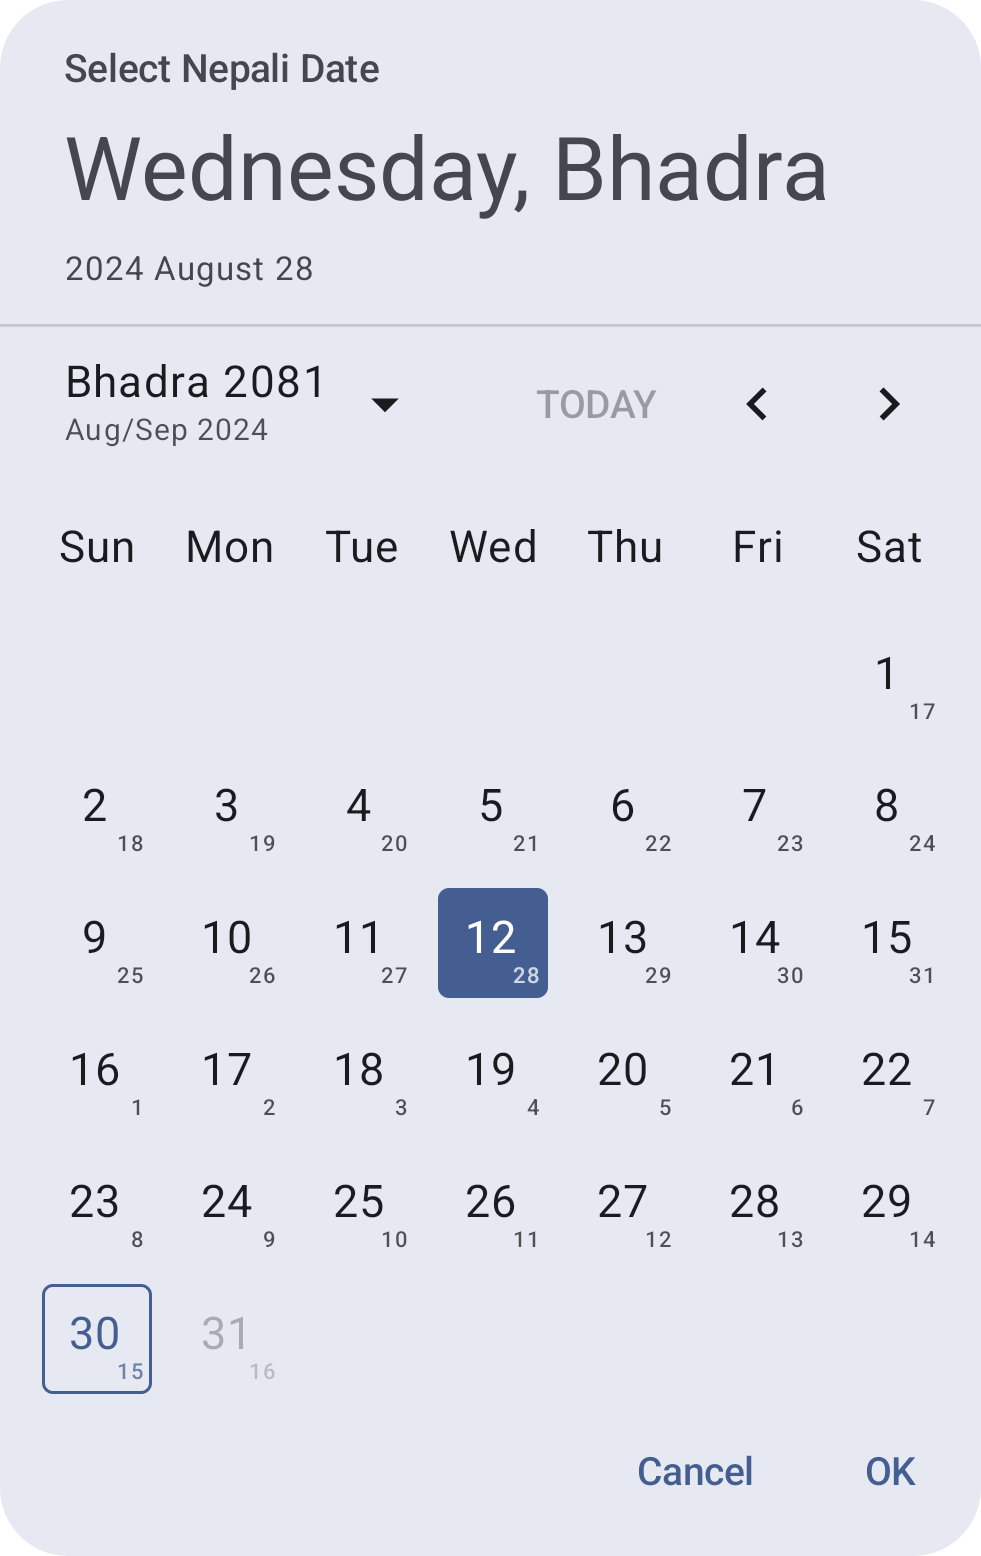 Select Nepali Date
Wednesday, Bhadra
2024 August 28
Bhadra 2081
Aug/Sep 2024
TODAY
Sun Mon Tue Wed Thu Fri Sat
1
17
2 3 4 5 6 7 8
18 19 20 21 22 23 24
9 10 11 12 13 14 15
25 26 27 28 29 30 31
16 17 18 19 20 21 22
1 2 3 4 5 6 7
23 24 25 26 27 28 29
8 9 10 11 12 13 14
30 31
15 16
Cancel OK